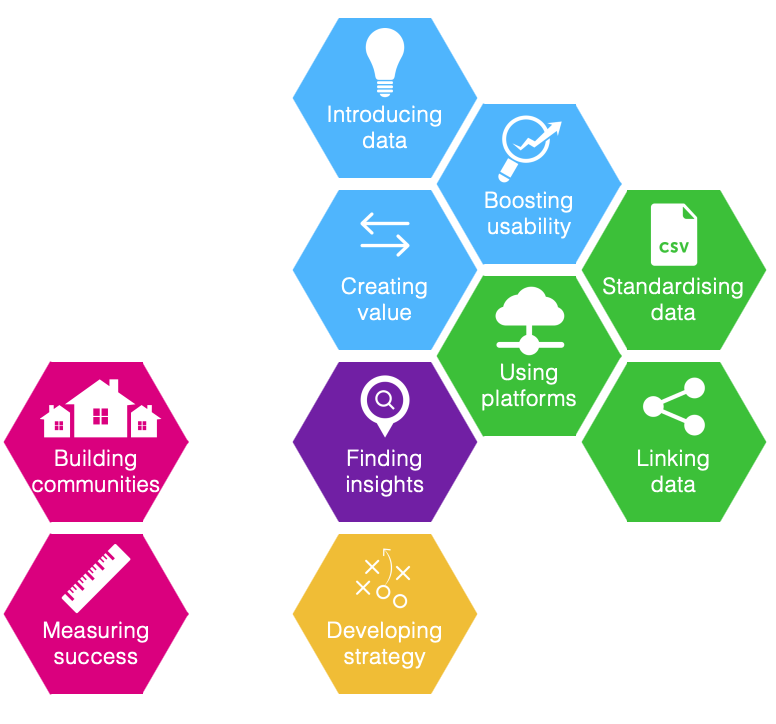 Introducing
data
Boosting
usability
Creating
value
CSV
Standardising
data
Using
platforms
Building
communities
Finding
insights
Linking
data
Measuring
success
Developing
strategy